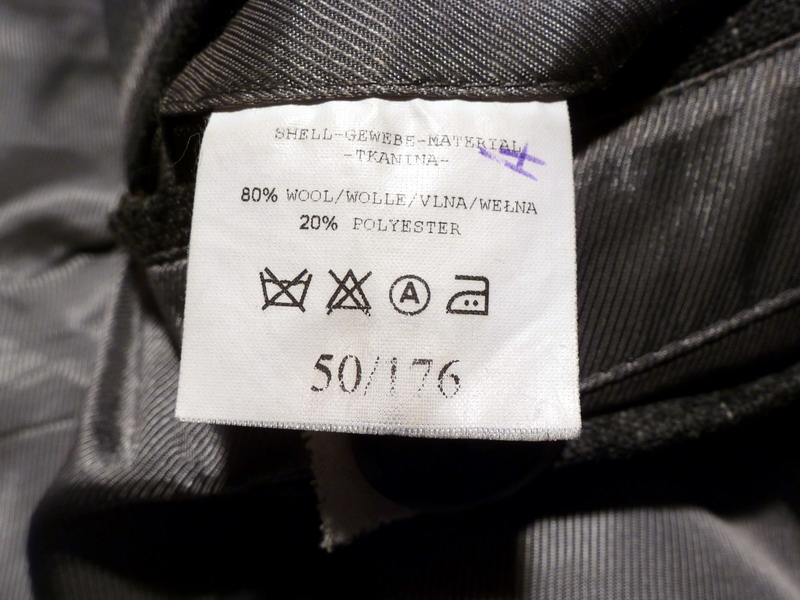 SHELL-GEWEBE-MATERIAL
-TKANINA-
80% WOOL/WOLLE/VLNA/WEŁNA
20% POLYESTER
A
50/176